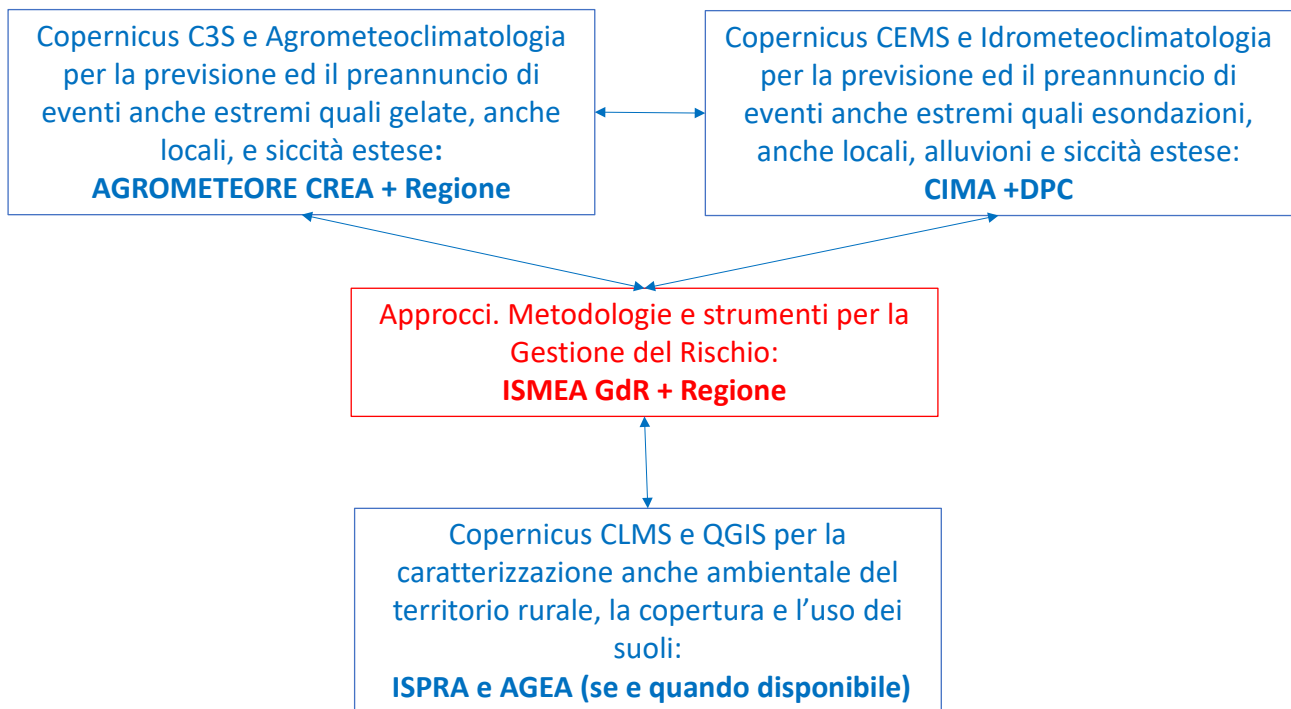 Copernicus C3S e Agrometeoclimatologia
per la previsione ed il preannuncio di
eventi anche estremi quali gelate, anche
locali, e siccità estese:
AGROMETEORE CREA + Regione
Copernicus CEMS e Idrometeoclimatologia
per la previsione ed il preannuncio di
eventi anche estremi quali esondazioni,
anche locali, alluvioni e siccità estese:
CIMA +DPC
Approcci. Metodologie e strumenti per la
Gestione del Rischio:
ISMEA GdR + Regione
Copernicus CLMS e QGIS per la
caratterizzazione anche ambientale del
territorio rurale, la copertura e l’uso dei
suoli:
ISPRA e AGEA (se e quando disponibile)